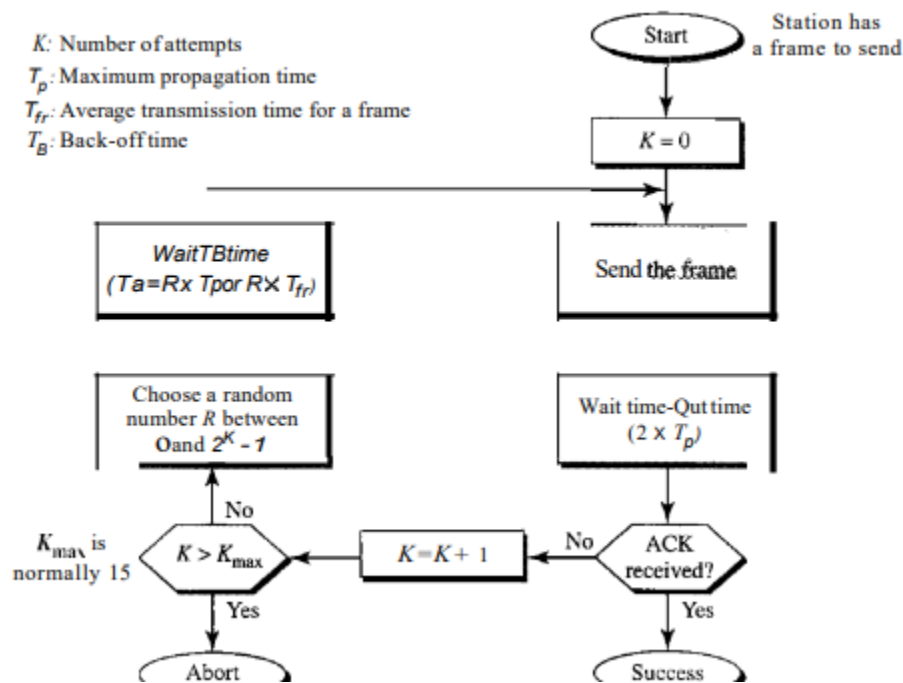 K: Number of attempts
Tp: Maximum propagation time
Tfr: Average transmission time for a frame
TB: Back-off time
Start
Station has
a frame to send
K = 0
WaitTBtime
(Ta=Rx Tpor R× Tfr)
Send the frame
Choose a random
number R between
0and 2^K - 1
Wait time-Qut time
(2 x Tp)
No
Kmax is
normally 15
K > Kmax
K=K+ 1
No
ACK
received?
Yes
Yes
Abort
Success